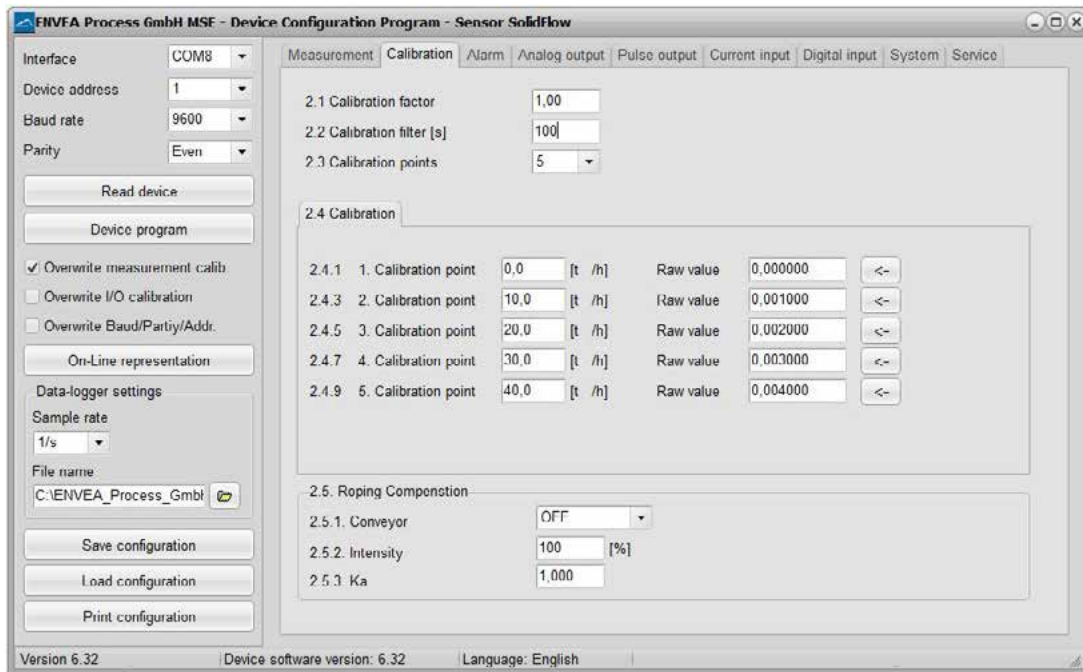 ENVEA Process GmbH MSE - Device Configuration Program - Sensor SolidFlow
Interface COM8
Device address 1
Baud rate 9600
Parity Even
Read device
Device program
Overwrite measurement calib.
Overwrite I/O calibration
Overwrite Baud/Partiy/Addr.
On-Line representation
Data-logger settings
Sample rate
1/s
File name
C:\ENVEA_Process_Gmbl
Save configuration
Load configuration
Print configuration
Measurement Calibration Alarm Analog output Pulse output Current input Digital input System Service
2.1 Calibration factor 1,00
2.2 Calibration filter [s] 100
2.3 Calibration points 5
2.4 Calibration
2.4.1 1. Calibration point 0,0 [t /h] Raw value 0,000000 <-
2.4.3 2. Calibration point 10,0 [t /h] Raw value 0,001000 <-
2.4.5 3. Calibration point 20,0 [t /h] Raw value 0,002000 <-
2.4.7 4. Calibration point 30,0 [t /h] Raw value 0,003000 <-
2.4.9 5. Calibration point 40,0 [t /h] Raw value 0,004000 <-
2.5. Roping Componstion
2.5.1. Conveyor OFF
2.5.2. Intensity 100 [%]
2.5.3. Ka 1,000
Version 6.32 Device software version: 6.32 Language: English